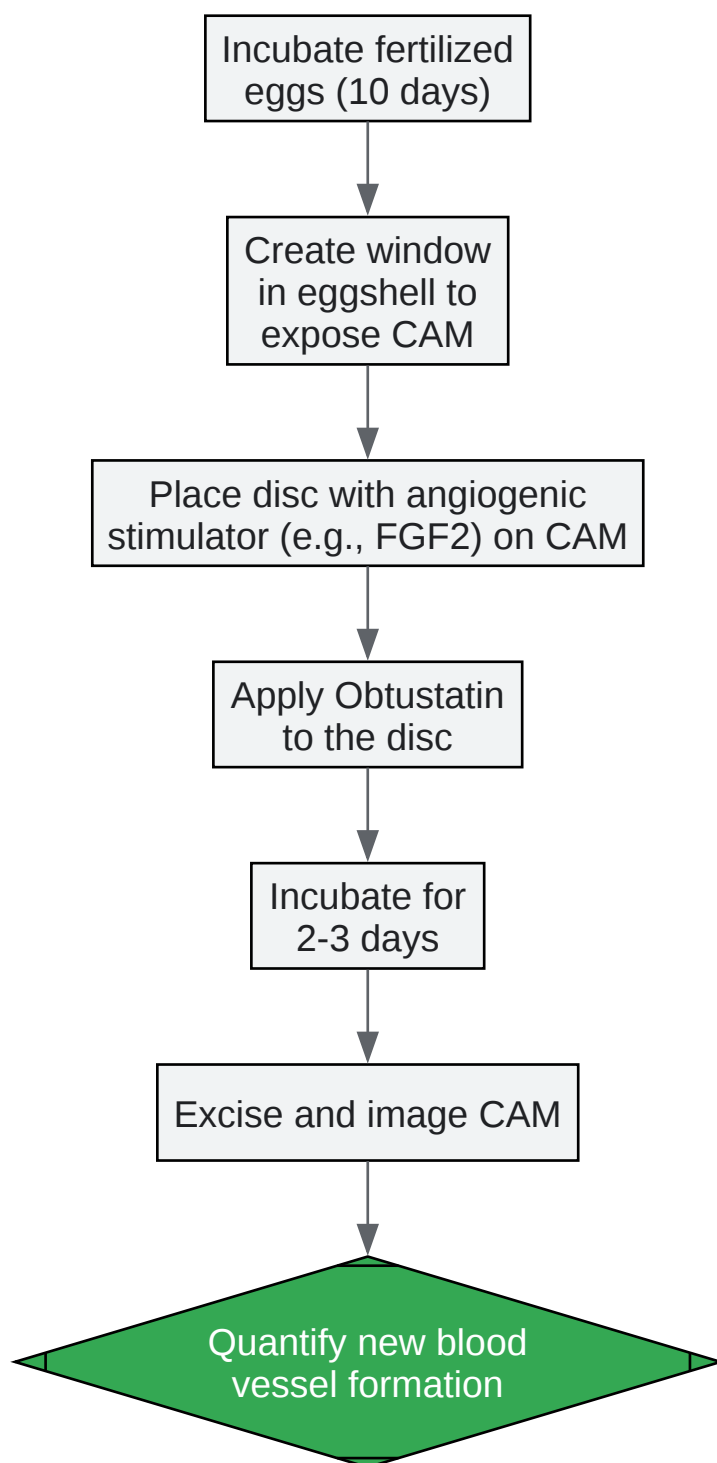 Incubate fertilized
eggs (10 days)
Create window
in eggshell to
expose CAM
Place disc with angiogenic
stimulator (e.g., FGF2) on CAM
Apply Obtustatin
to the disc
Incubate for
2-3 days
Excise and image CAM
Quantify new blood
vessel formation